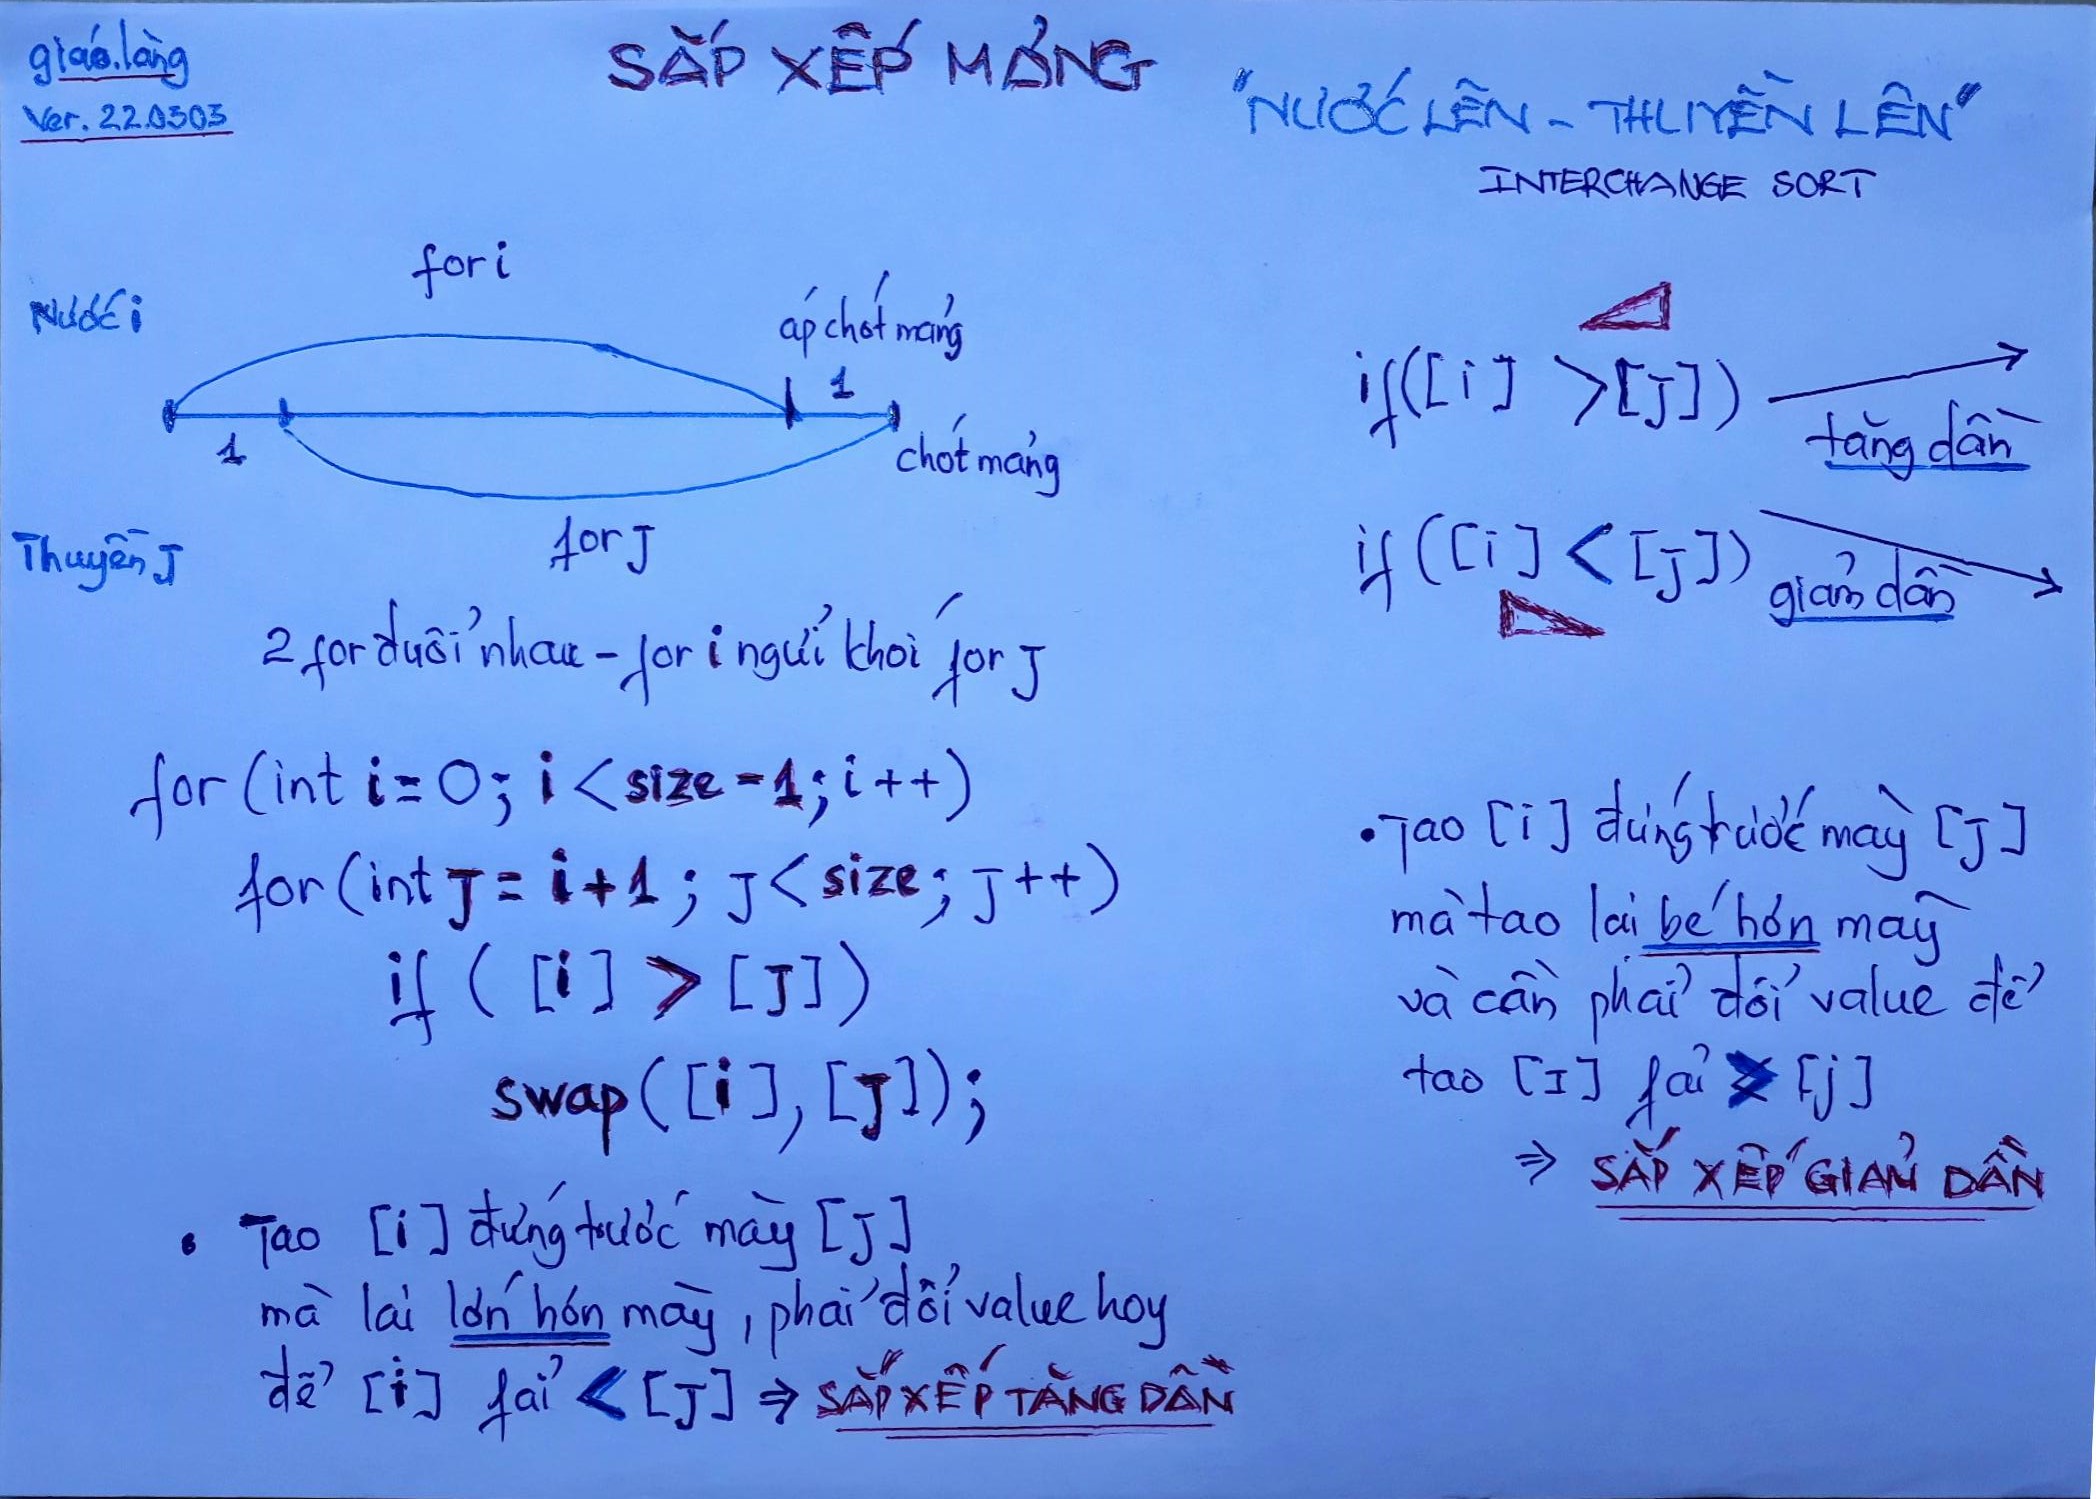 giáo.làng
Ver. 22.0303
SẮP XẾP MẢNG
"NƯỚC LÊN - THUYỀN LÊN"
INTERCHANGE SORT
for i
Nước i
áp chót mảng
1
1
chót mảng
for J
Thuyền J
2 for đuổi nhau - for i ngửi khói for J
for (int i = 0; i < size - 1; i++)
for (int J = i + 1; J < size; J++)
if ( [i] > [J])
swap ([i], [J]);
• Tao [i] đứng trước mày [J]
mà lại lớn hơn mày, phải đổi value hoy
để [i] fải < [J] ⇒ SẮP XẾP TĂNG DẦN
if([i] > [J])
tăng dần
if ([i] < [J])
giảm dần
• Tao [i] đứng trước mày [J]
mà tao lại bé hơn mày
và cần phải đổi value để
tao [I] fải > [j]
⇒ SẮP XẾP GIẢM DẦN